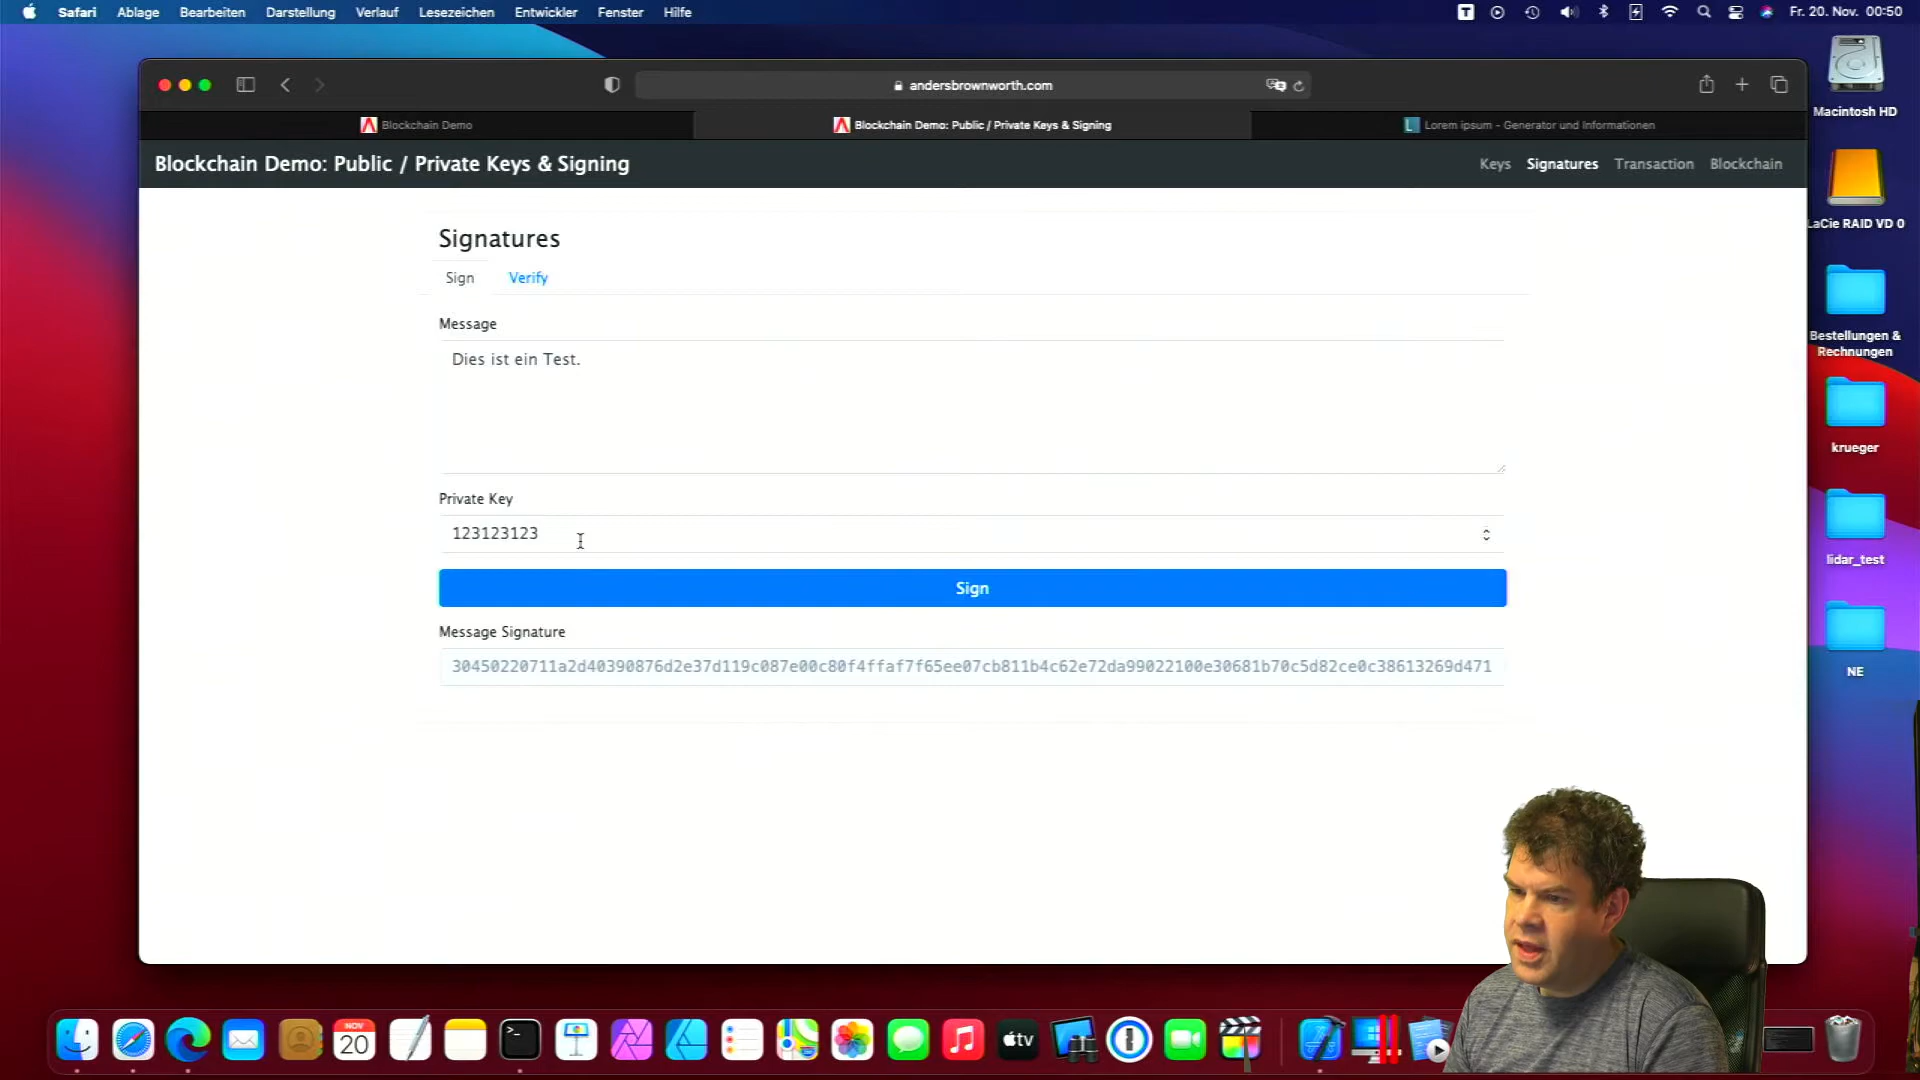 Safari Ablage Bearbeiten Darstellung Verlauf Lesezeichen Entwickler Fenster Hilfe
Fr. 20. Nov. 00:50
andersbrownworth.com
Blockchain Demo
Blockchain Demo: Public / Private Keys & Signing
Lorem ipsum - Generator und Informationen
Blockchain Demo: Public / Private Keys & Signing
Keys Signatures Transaction Blockchain
Signatures
Sign Verify
Message
Dies ist ein Test.
Private Key
123123123
Sign
Message Signature
30450220711a2d40390876d2e37d119c087e00c80f4ffaf7f65ee07cb811b4c62e72da99022100e30681b70c5d82ce0c38613269d471
Macintosh HD
LaCie RAID VD 0
Bestellungen &
Rechnungen
krueger
lidar_test
NE
NOV
20
tv